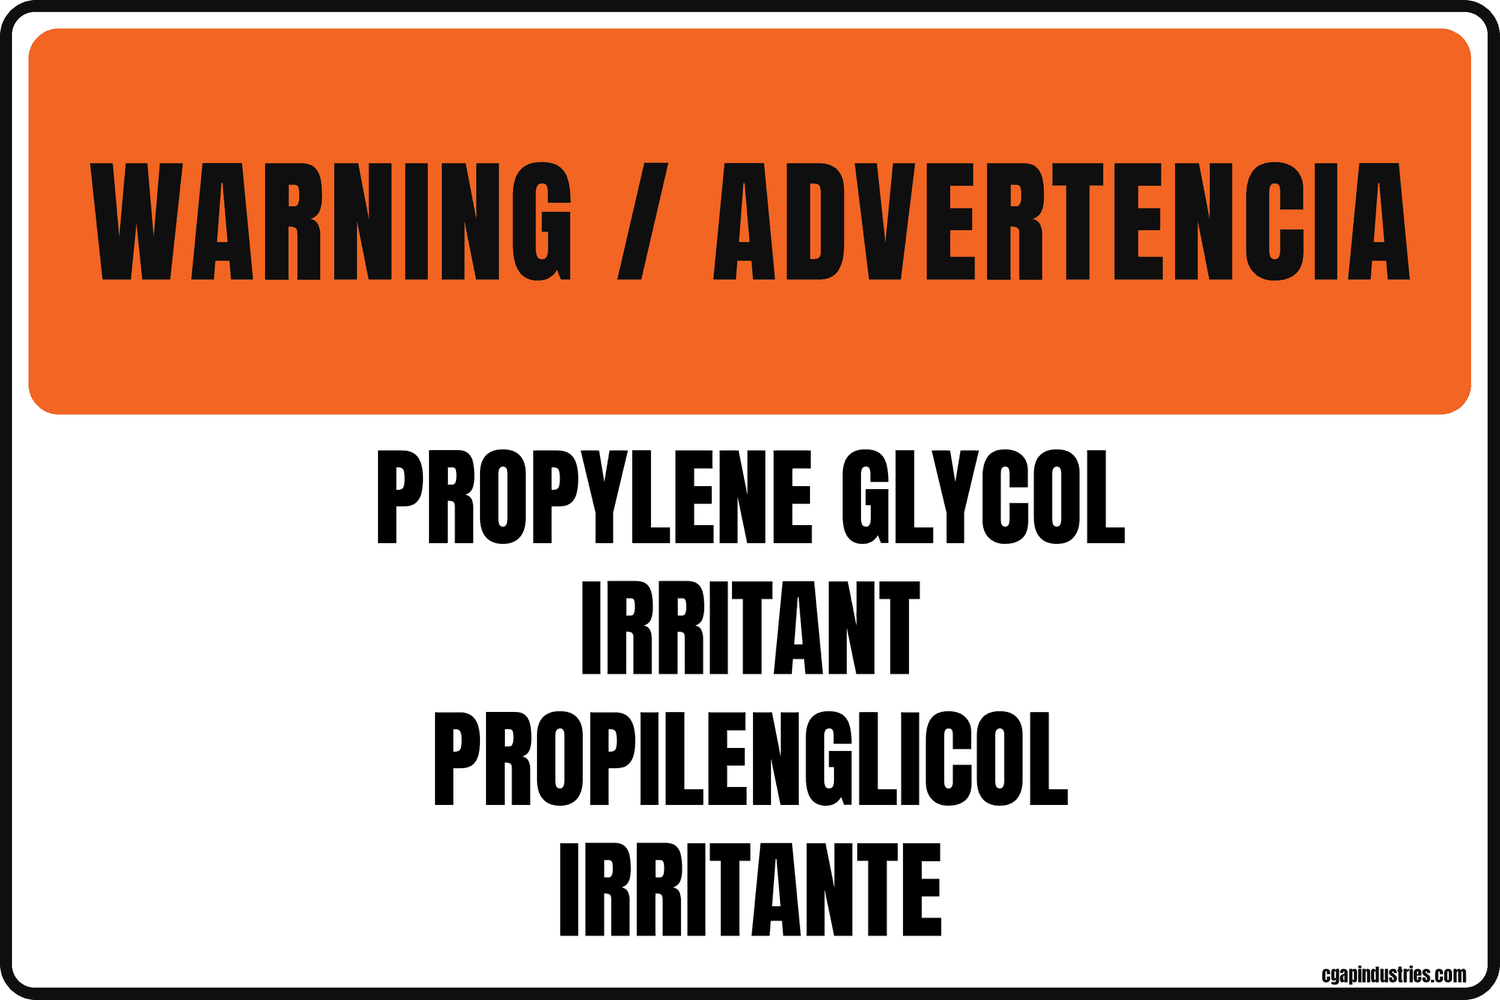 WARNING / ADVERTENCIA
PROPYLENE GLYCOL
IRRITANT
PROPILENGLICOL
IRRITANTE
cgapindustries.com